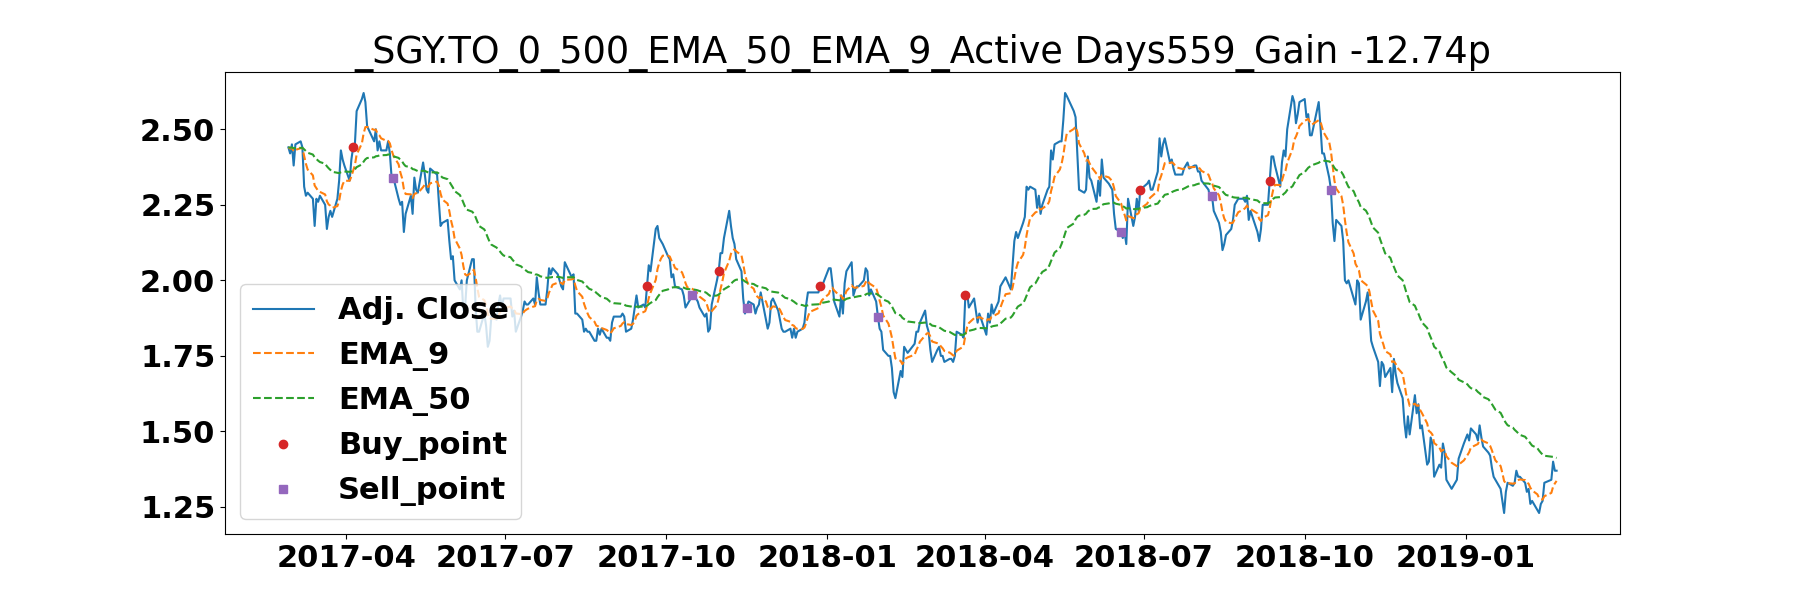 _SGY.TO_0_500_EMA_50_EMA_9_Active Days559_Gain -12.74p
2.50
2.25
2.00
1.75
1.50
1.25
Adj. Close
EMA_9
EMA_50
Buy_point
Sell_point
2017-04 2017-07 2017-10 2018-01 2018-04 2018-07 2018-10 2019-01